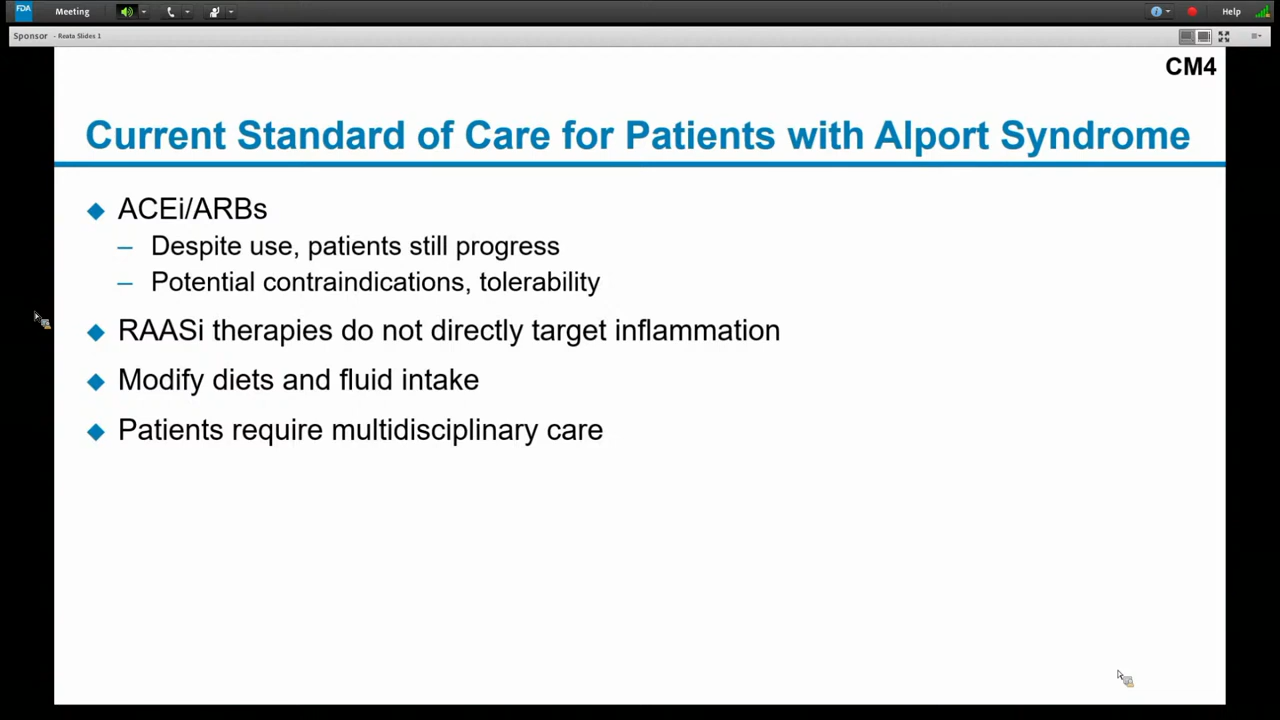 FDA
Meeting
Help
Sponsor - Reata Slides 1
CM4
Current Standard of Care for Patients with Alport Syndrome
ACEi/ARBs
– Despite use, patients still progress
– Potential contraindications, tolerability
RAASi therapies do not directly target inflammation
Modify diets and fluid intake
Patients require multidisciplinary care